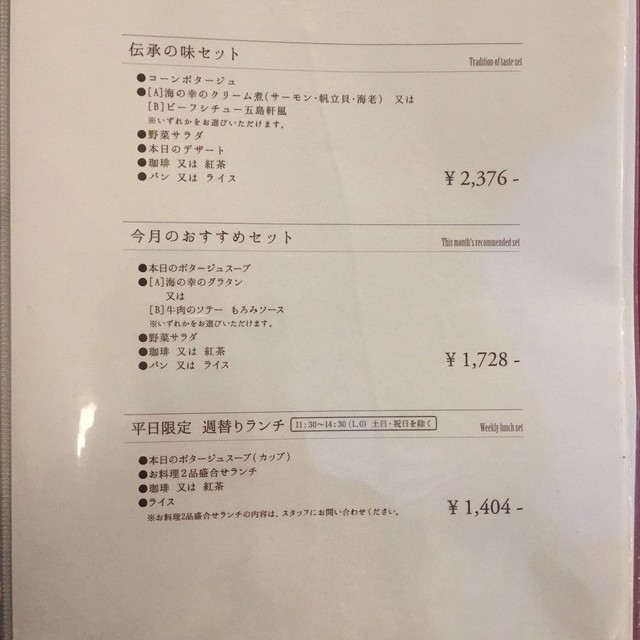 伝承の味セット Tradition of taste set
●コーンポタージュ
●[A]海の幸のクリーム煮(サーモン・帆立貝・海老) 又は
[B]ビーフシチュー五島軒風
※いずれかをお選びいただけます。
●野菜サラダ
●本日のデザート
●珈琲 又は 紅茶
●パン 又は ライス
¥2,376-
今月のおすすめセット This month's recommended set
●本日のポタージュスープ
●[A]海の幸のグラタン
又は
[B]牛肉のソテー もろみソース
※いずれかをお選びいただけます。
●野菜サラダ
●珈琲 又は 紅茶
●パン 又は ライス
¥1,728-
平日限定 週替りランチ 11:30〜14:30(L.O) 土日・祝日を除く Weekly lunch set
●本日のポタージュスープ(カップ)
●お料理2品盛合せランチ
●珈琲 又は 紅茶
●ライス
※お料理2品盛合せランチの内容は、スタッフにお問い合わせください。
¥1,404-